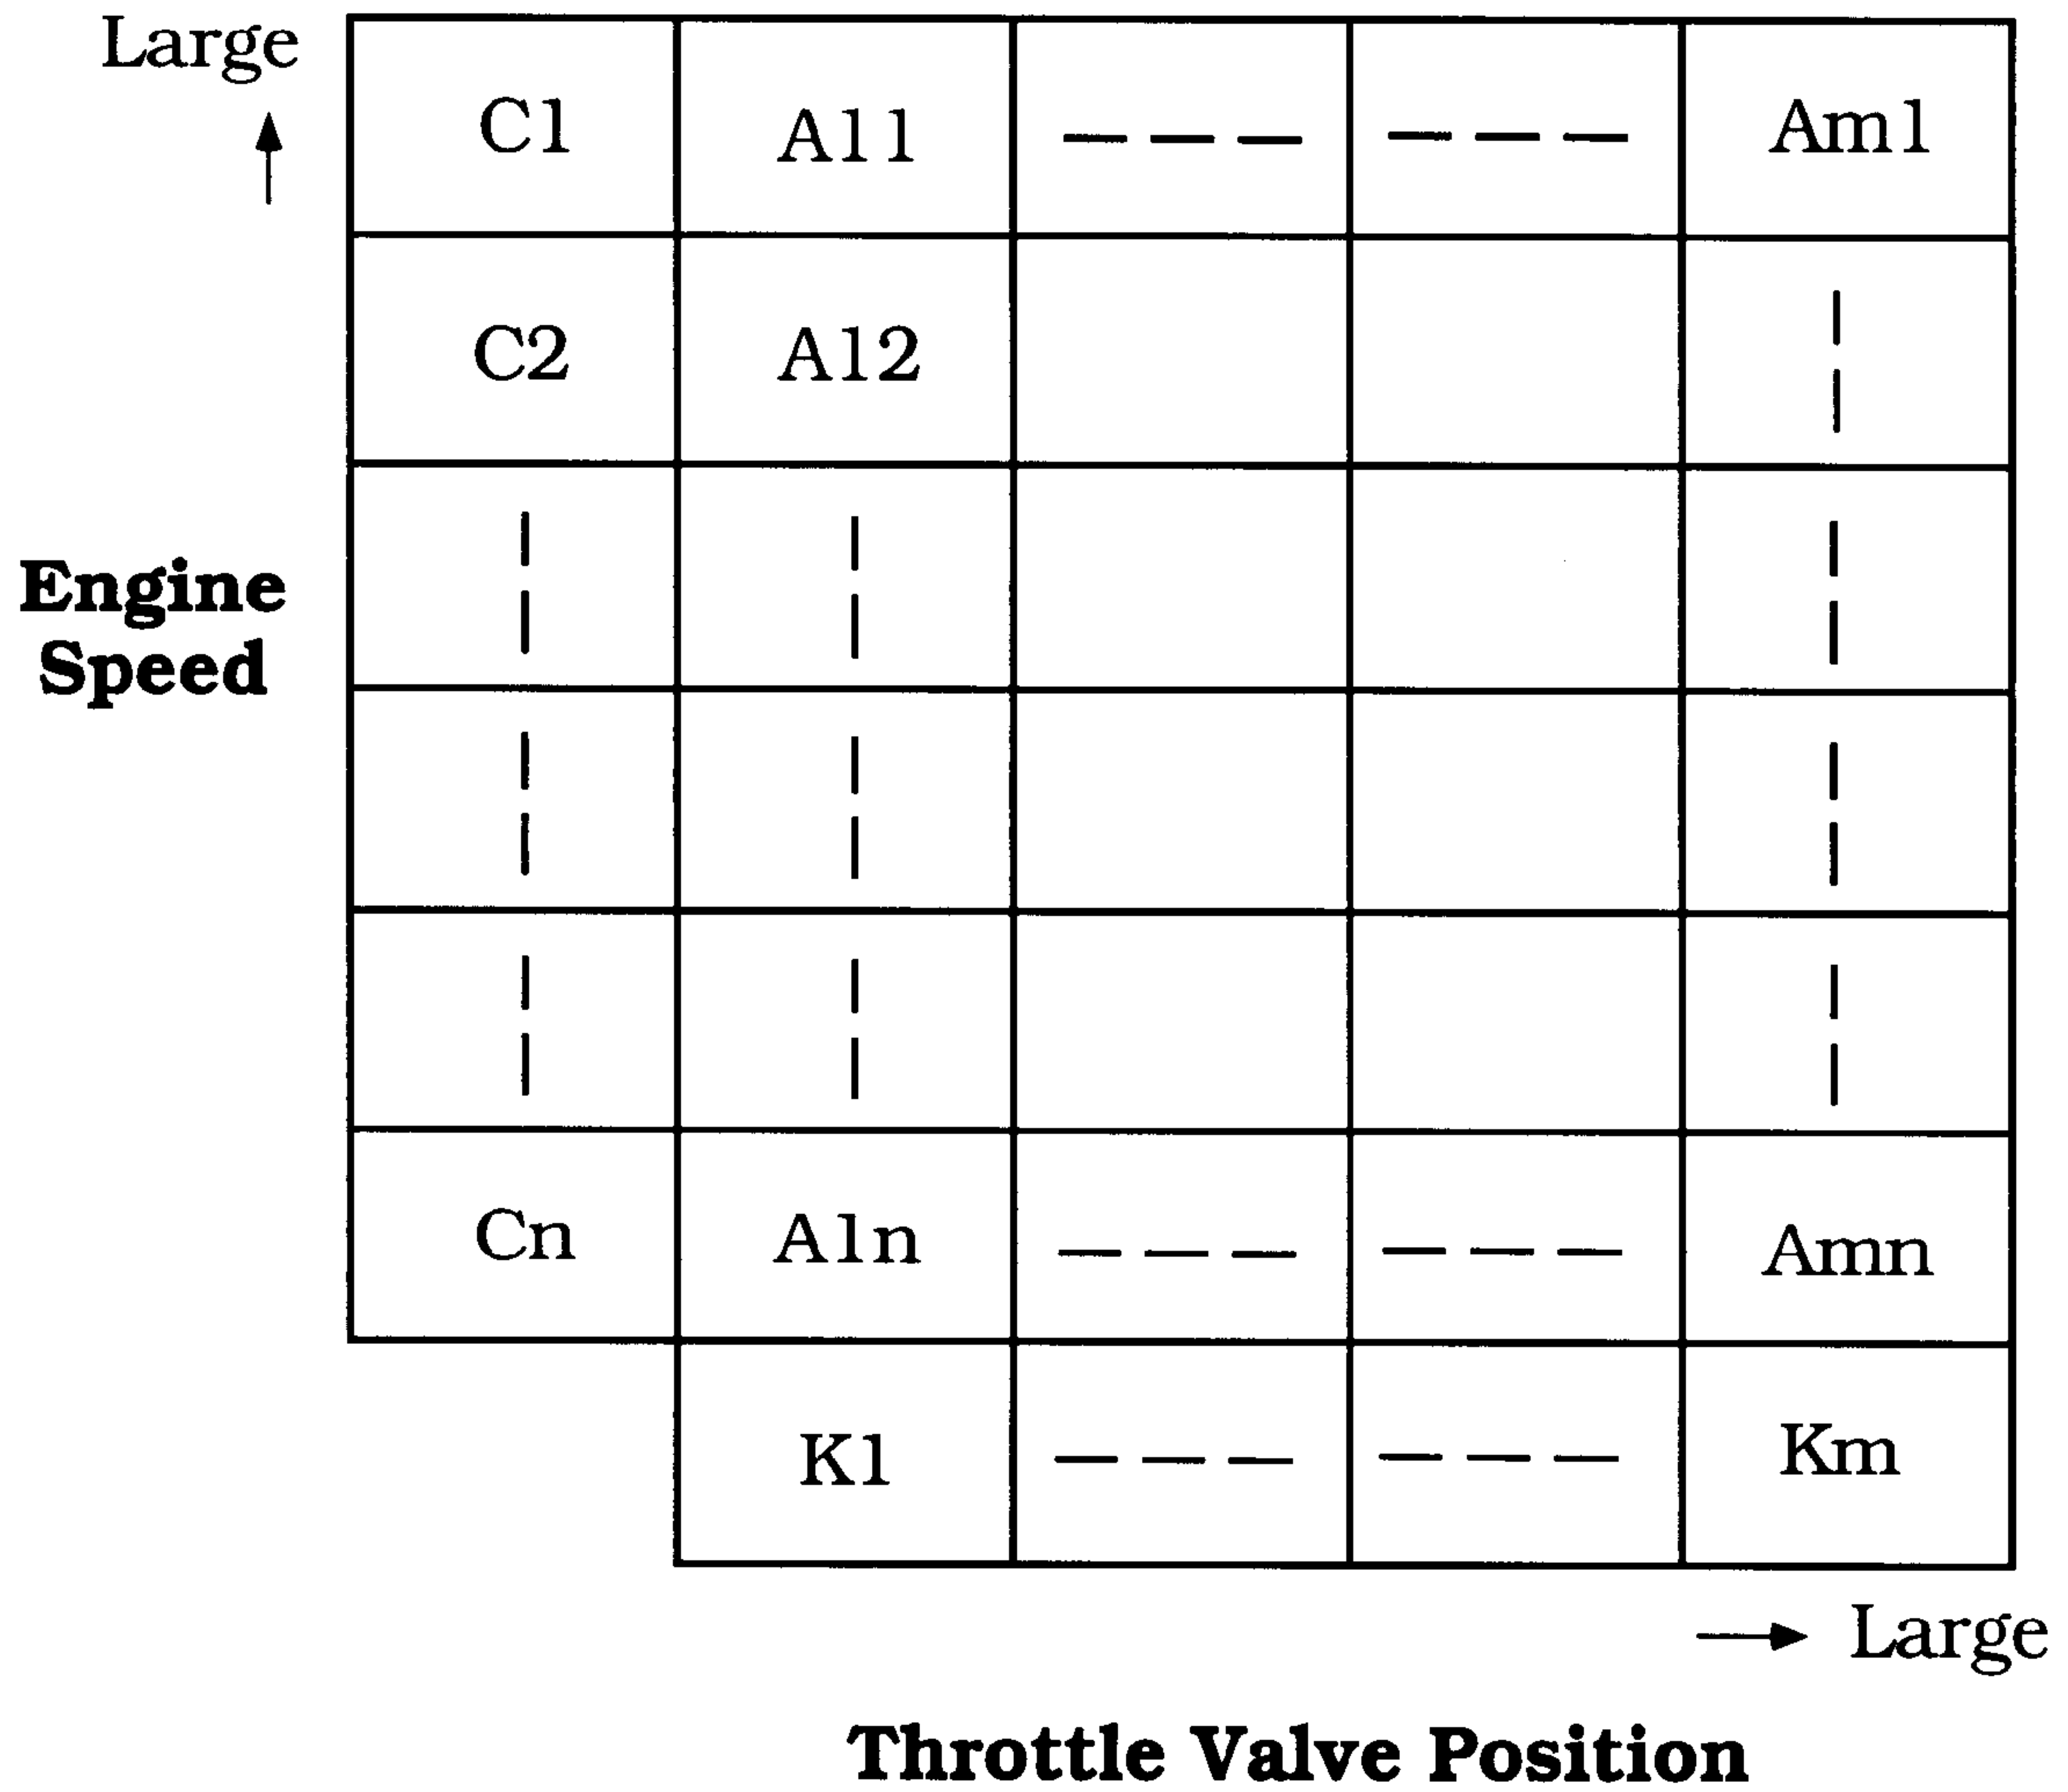 Large
C1 A11 Am1
C2 A12
Engine
Speed
Cn A1n Amn
K1 Km
Large
Throttle Valve Position